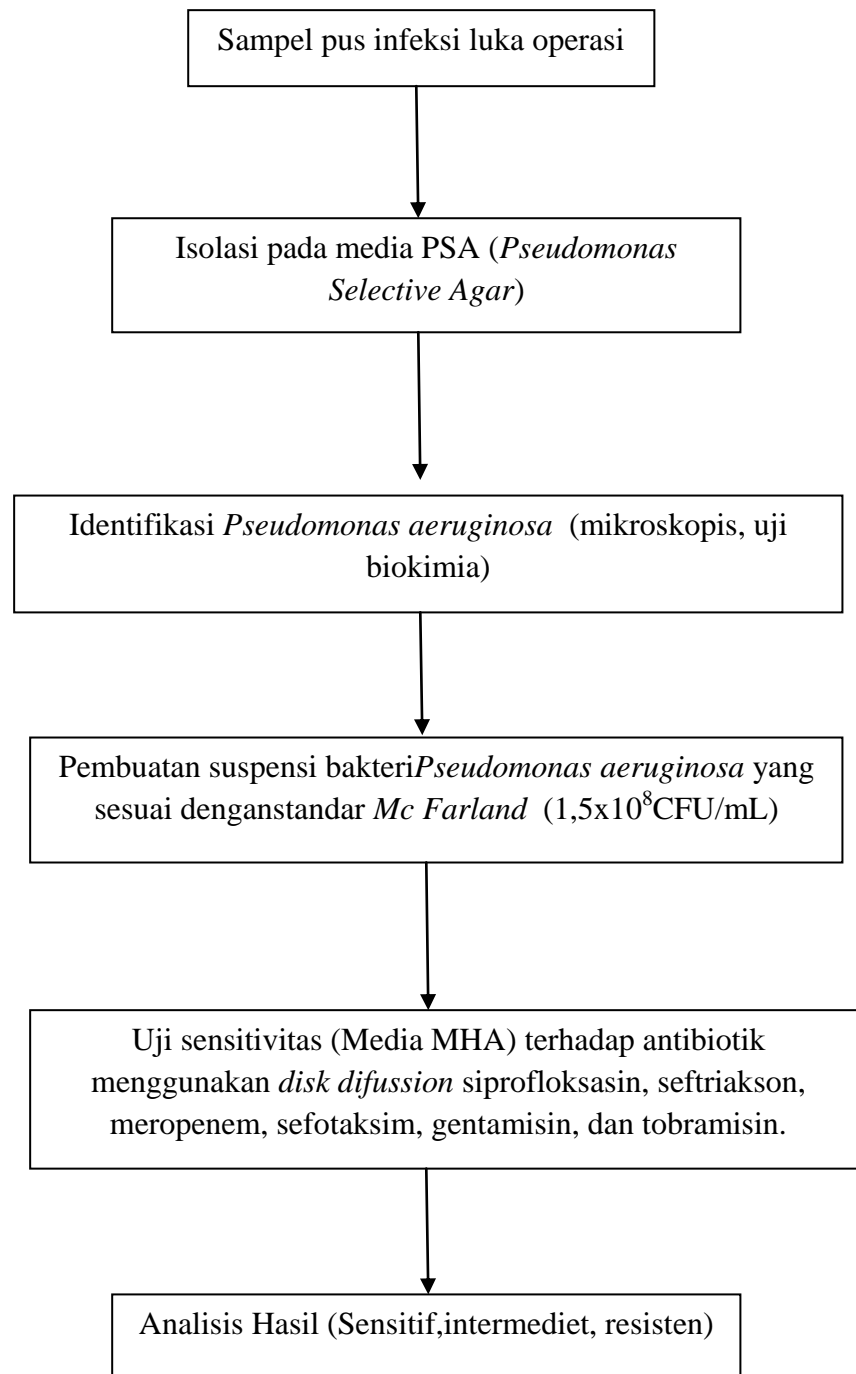 Sampel pus infeksi luka operasi
Isolasi pada media PSA (Pseudomonas
Selective Agar)
Identifikasi Pseudomonas aeruginosa (mikroskopis, uji
biokimia)
Pembuatan suspensi bakteriPseudomonas aeruginosa yang
sesuai denganstandar Mc Farland (1,5x10⁸CFU/mL)
Uji sensitivitas (Media MHA) terhadap antibiotik
menggunakan disk difussion siprofloksasin, seftriakson,
meropenem, sefotaksim, gentamisin, dan tobramisin.
Analisis Hasil (Sensitif,intermediet, resisten)